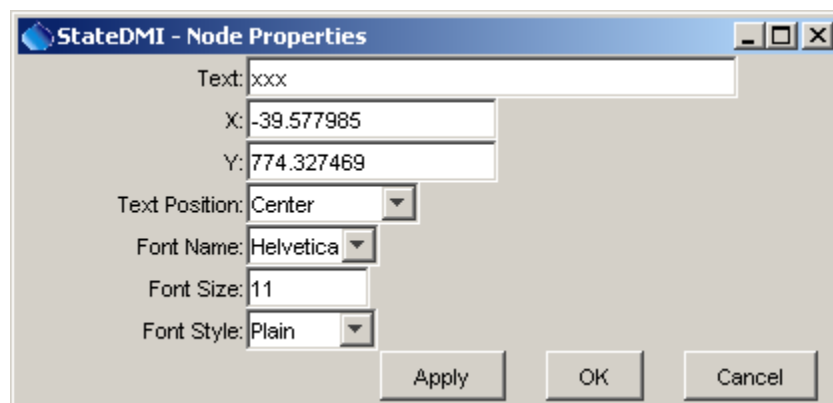 StateDMI - Node Properties
Text: xxx
X: -39.577985
Y: 774.327469
Text Position: Center
Font Name: Helvetica
Font Size: 11
Font Style: Plain
Apply OK Cancel